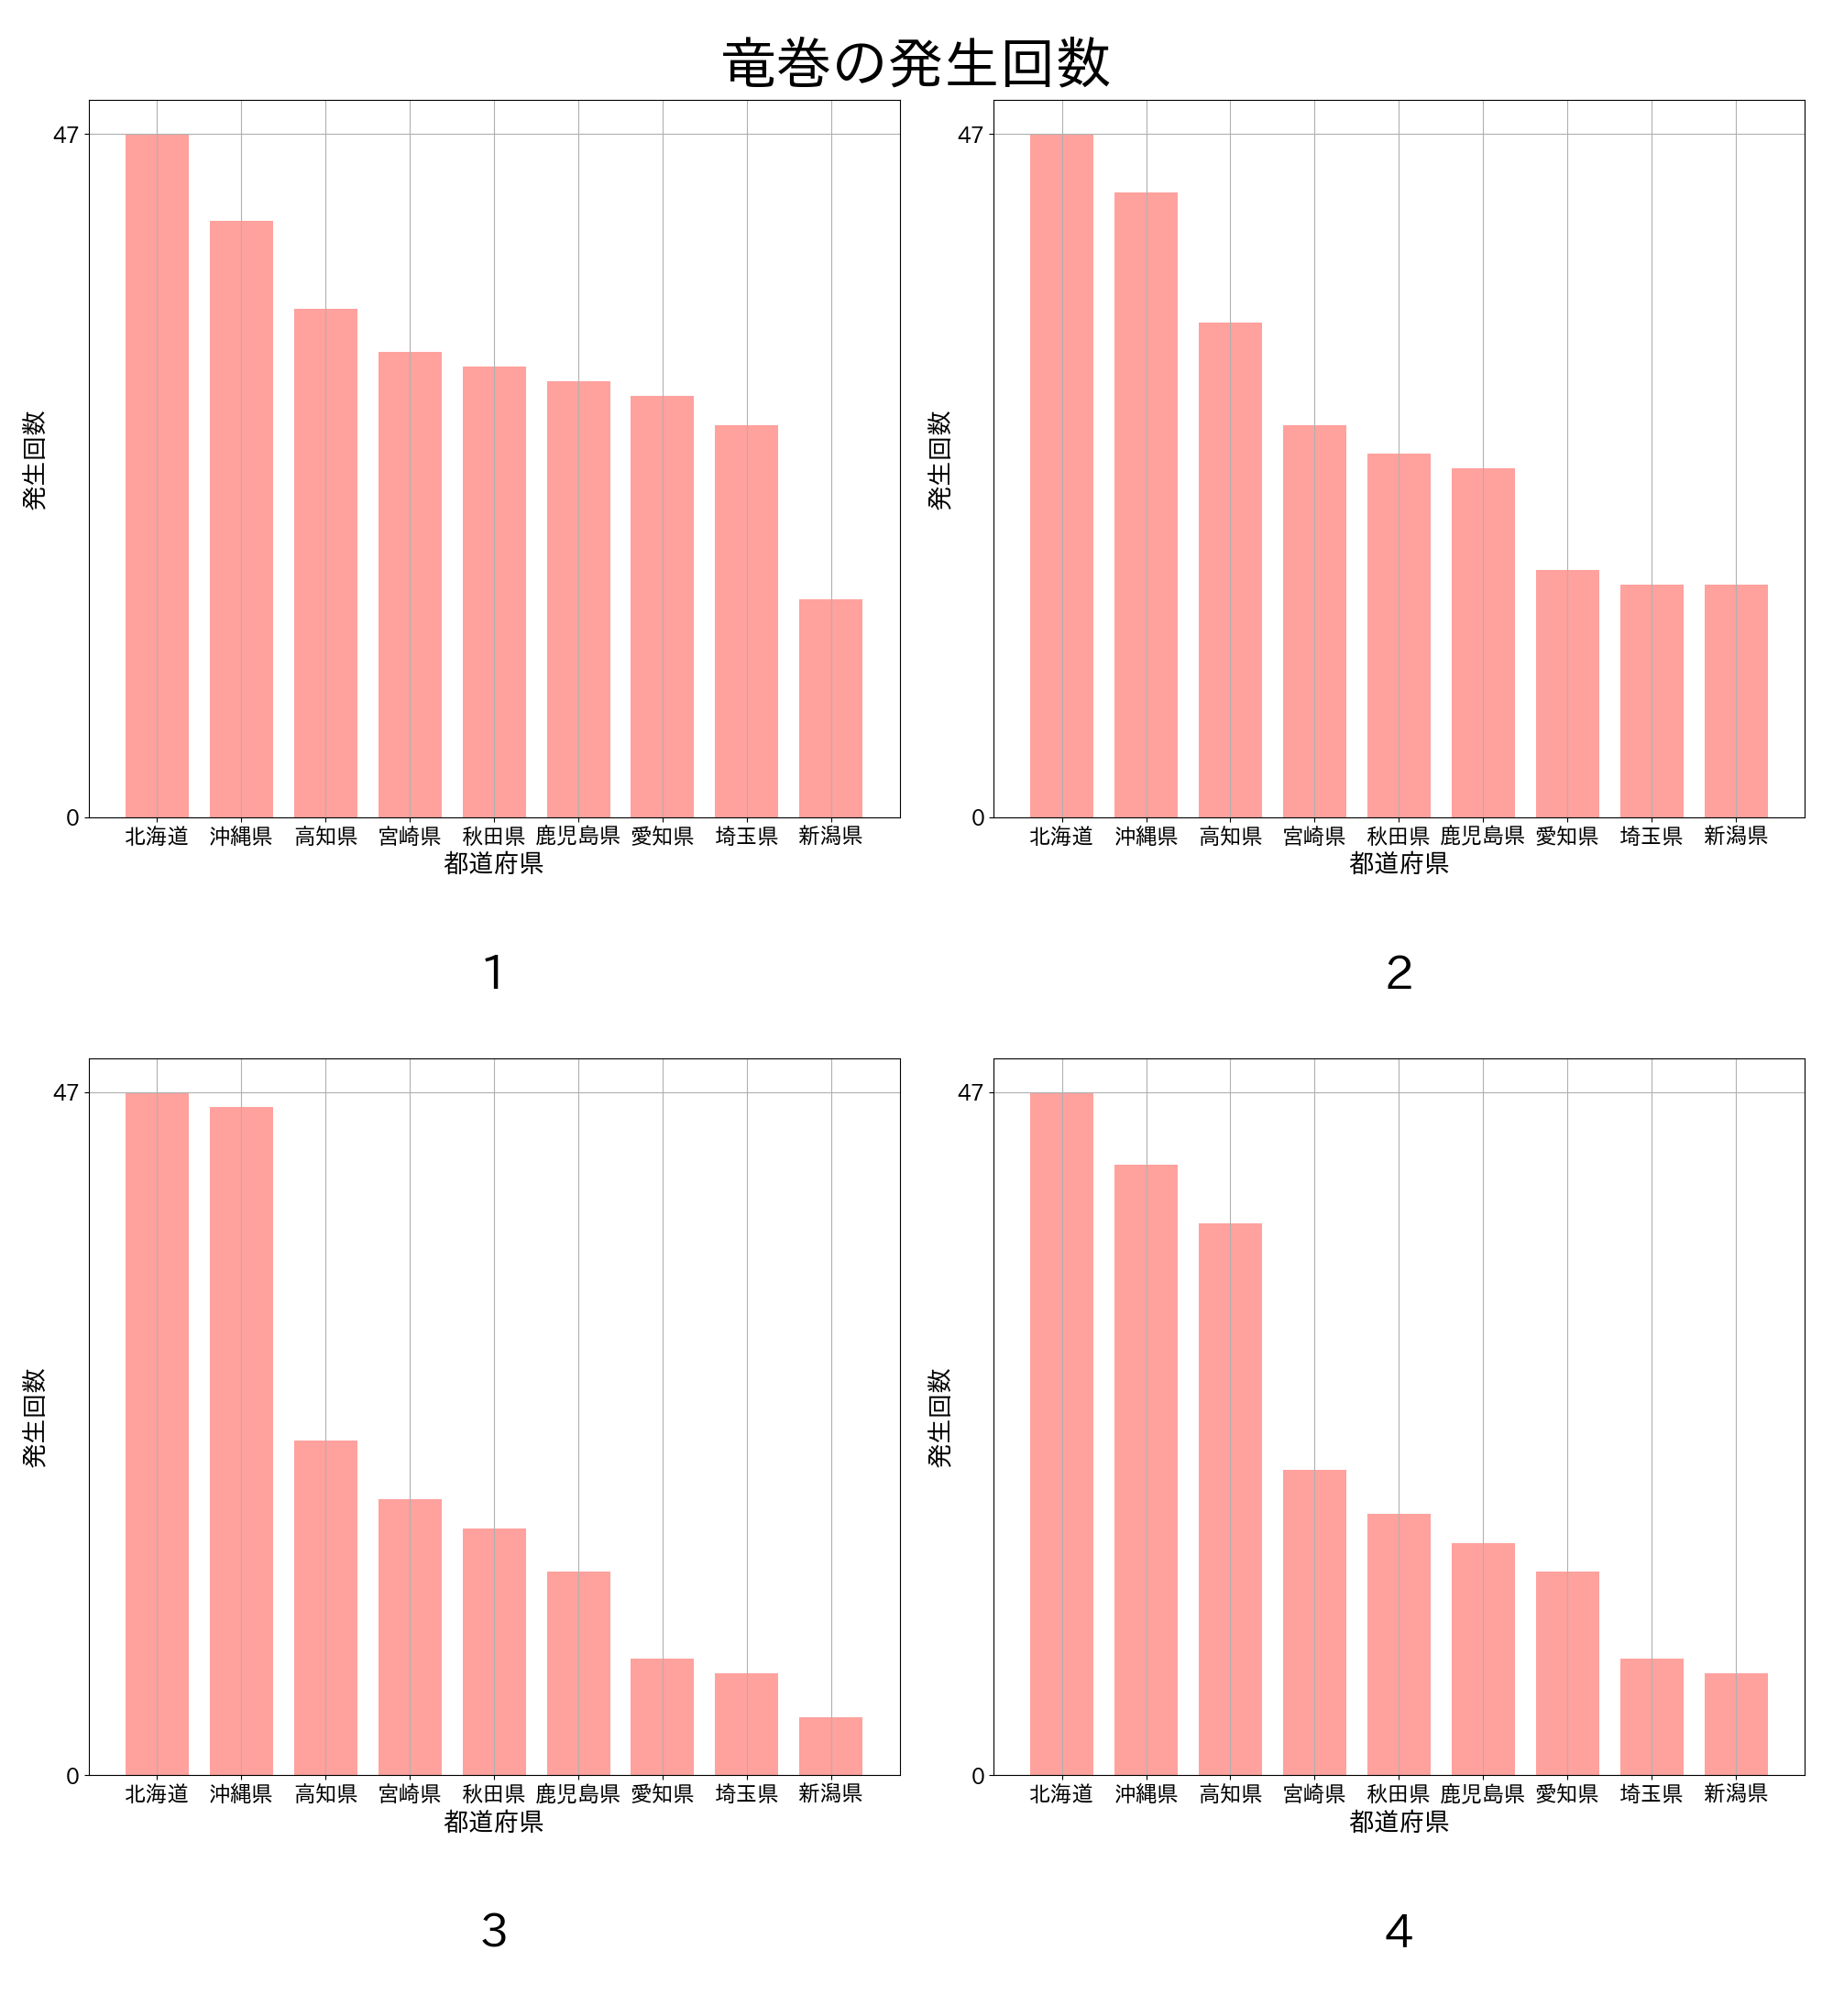 竜巻の発生回数
47
0
発生回数
北海道 沖縄県 高知県 宮崎県 秋田県 鹿児島県 愛知県 埼玉県 新潟県
都道府県
1
47
0
発生回数
北海道 沖縄県 高知県 宮崎県 秋田県 鹿児島県 愛知県 埼玉県 新潟県
都道府県
2
47
0
発生回数
北海道 沖縄県 高知県 宮崎県 秋田県 鹿児島県 愛知県 埼玉県 新潟県
都道府県
3
47
0
発生回数
北海道 沖縄県 高知県 宮崎県 秋田県 鹿児島県 愛知県 埼玉県 新潟県
都道府県
4